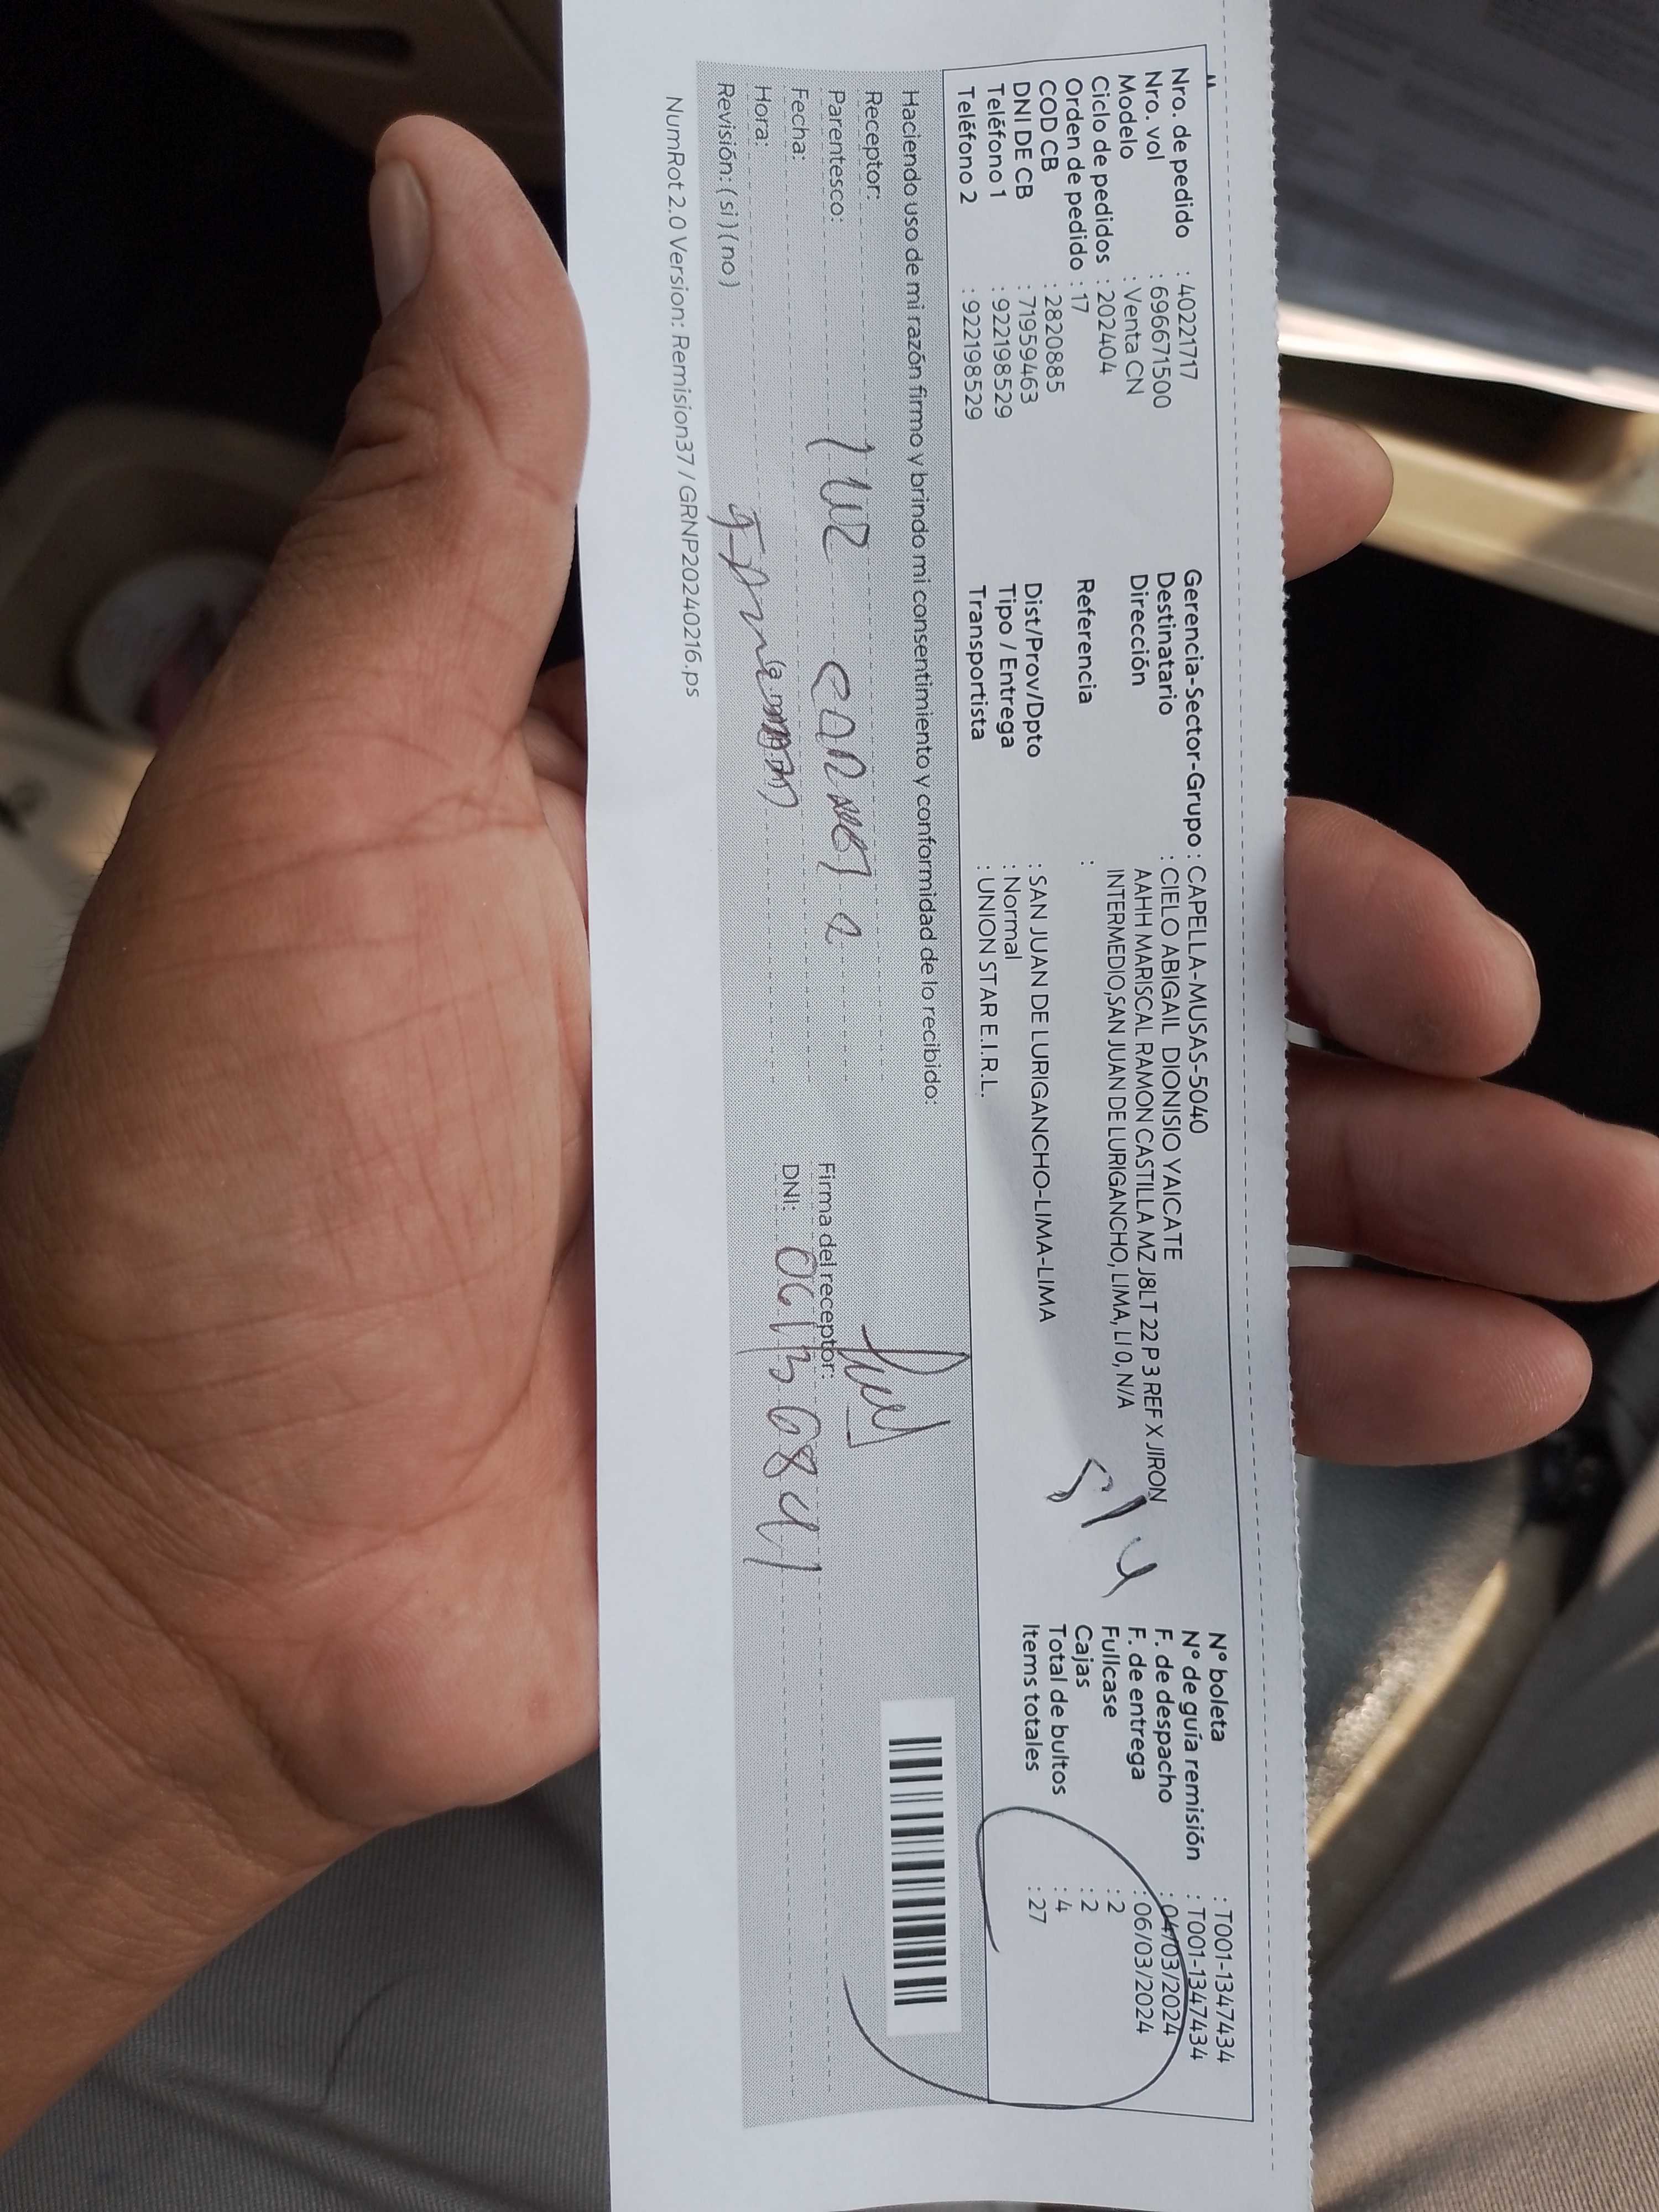 Nro. de pedido : 40221717
Nro. vol : 696671500
Modelo : Venta CN
Ciclo de pedidos : 202404
Orden de pedido : 17
COD CB : 2820885
DNI DE CB : 71959463
Teléfono 1 : 922198529
Teléfono 2 : 922198529
Gerencia-Sector-Grupo : CAPELLA-MUSAS-5040
Destinatario : CIELO ABIGAIL DIONISIO YAICATE
Dirección AAHH MARISCAL RAMON CASTILLA MZ J8LT 22 P 3 REF X JIRON
INTERMEDIO,SAN JUAN DE LURIGANCHO, LIMA, LI 0, N/A
Referencia :
Dist/Prov/Dpto : SAN JUAN DE LURIGANCHO-LIMA-LIMA
Tipo / Entrega : Normal
Transportista : UNION STAR E.I.R.L.
N° boleta : T001-1347434
N° de guía remisión : T001-1347434
F. de despacho : 04/03/2024
F. de entrega : 06/03/2024
Fullcase : 2
Cajas : 2
Total de bultos : 4
Items totales : 27
Haciendo uso de mi razón firmo y brindo mi consentimiento y conformidad de lo recibido:
Receptor:
Parentesco: luz
Fecha:
Hora:
Revisión: ( si ) ( no )
Firma del receptor:
DNI:
NumRot 2.0 Version: Remision37 / GRNP20240216.ps